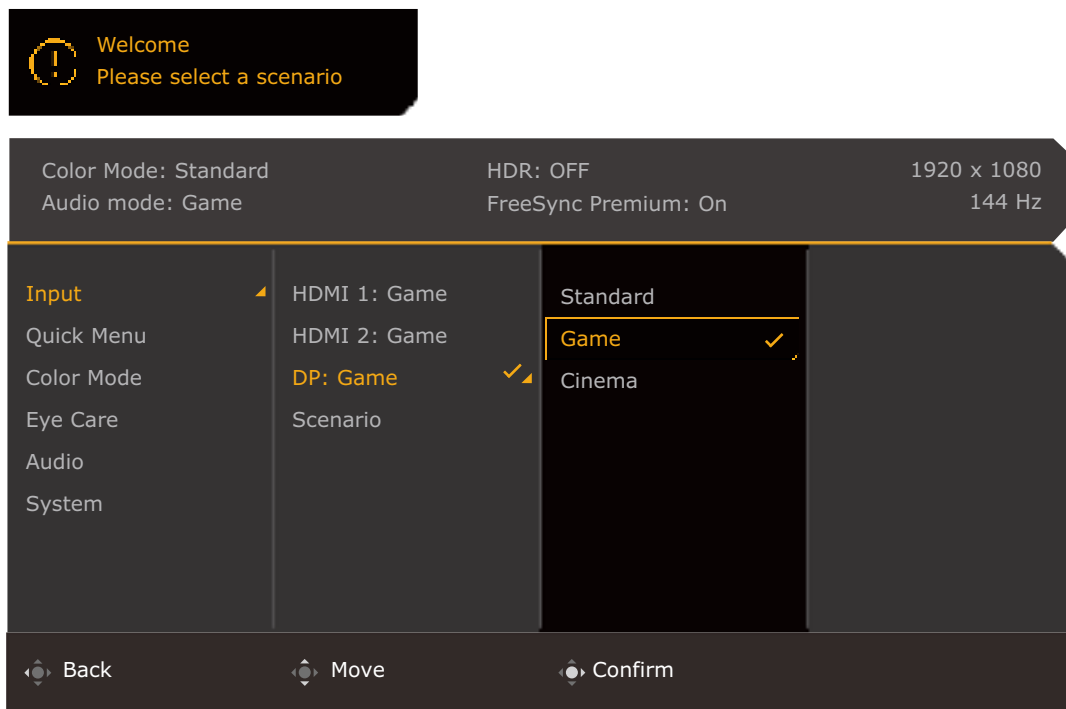 Welcome
Please select a scenario
Color Mode: Standard
HDR: OFF
1920 x 1080
Audio mode: Game
FreeSync Premium: On
144 Hz
Input
Quick Menu
Color Mode
Eye Care
Audio
System
HDMI 1: Game
HDMI 2: Game
DP: Game
Scenario
Standard
Game
Cinema
Back
Move
Confirm